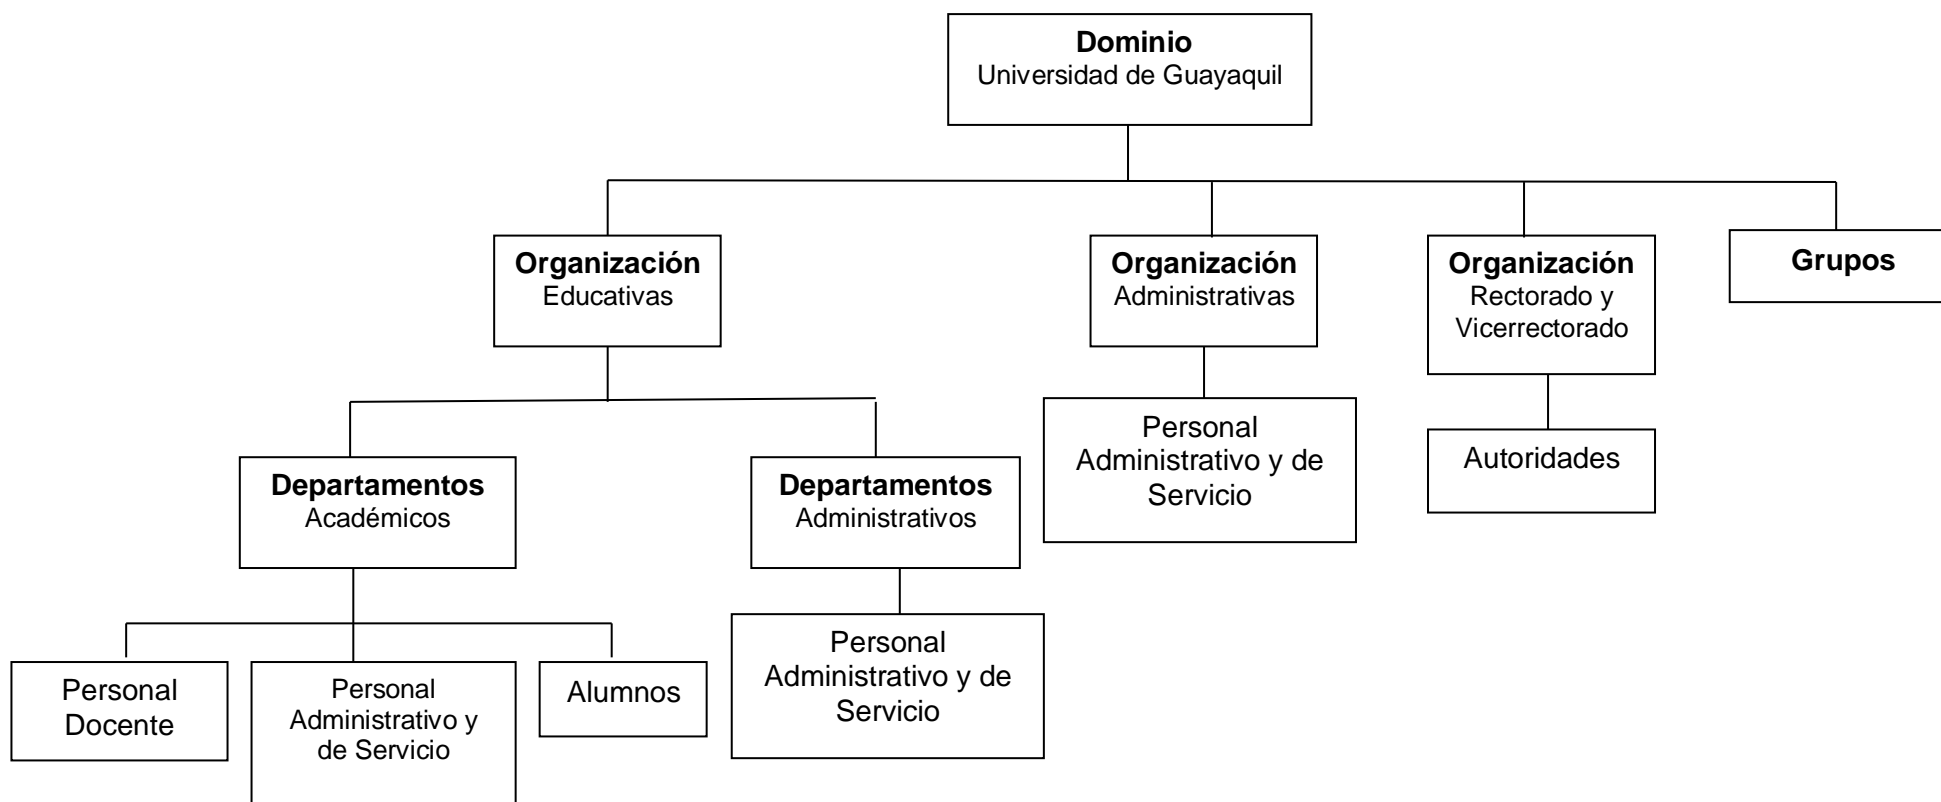 Dominio
Universidad de Guayaquil
Organización
Educativas
Organización
Administrativas
Organización
Rectorado y
Vicerrectorado
Grupos
Personal
Administrativo y de
Servicio
Autoridades
Departamentos
Académicos
Departamentos
Administrativos
Personal
Docente
Personal
Administrativo y
de Servicio
Alumnos
Personal
Administrativo y de
Servicio